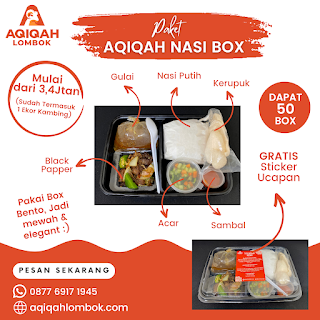 AQIQAH
LOMBOK
Paket
AQIQAH NASI BOX
Mulai
dari 3,4Jtan
(Sudah Termasuk
1 Ekor Kambing)
Gulai
Nasi Putih
Kerupuk
DAPAT
50
BOX
Black
Papper
GRATIS
Sticker
Ucapan
Acar
Sambal
Pakai Box
Bento, Jadi
mewah &
elegant :)
PESAN SEKARANG
0877 6917 1945
aqiqahlombok.com